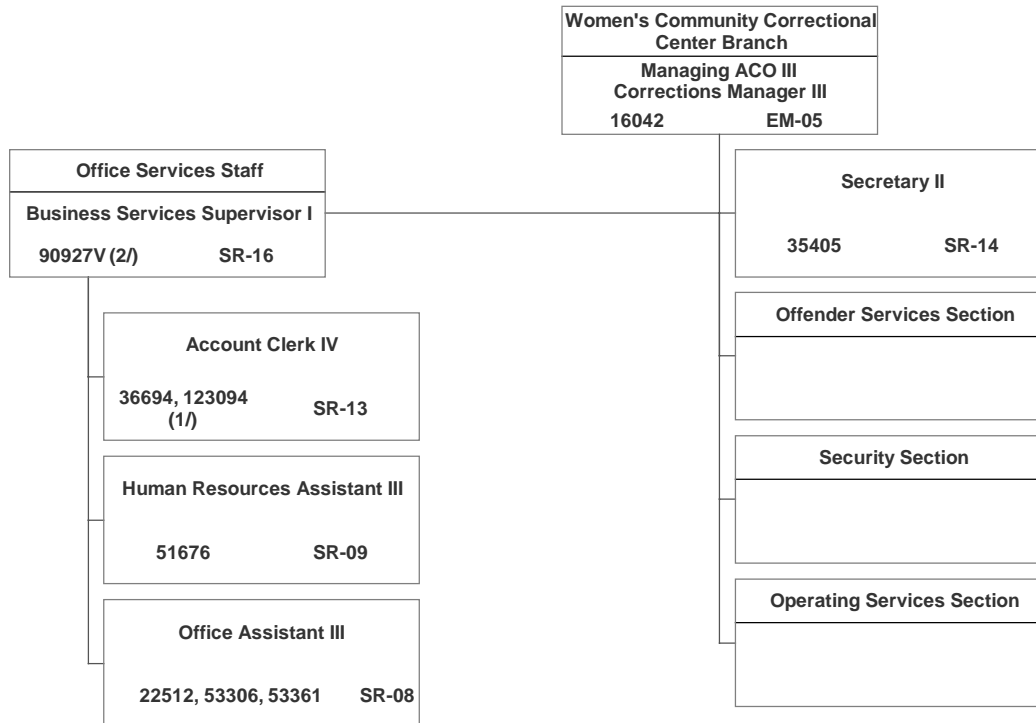 Women's Community Correctional
Center Branch
Managing ACO III
Corrections Manager III
16042 EM-05
Office Services Staff
Business Services Supervisor I
90927V (2/) SR-16
Secretary II
35405 SR-14
Account Clerk IV
36694, 123094
(1/)
SR-13
Human Resources Assistant III
51676 SR-09
Office Assistant III
22512, 53306, 53361 SR-08
Offender Services Section
Security Section
Operating Services Section